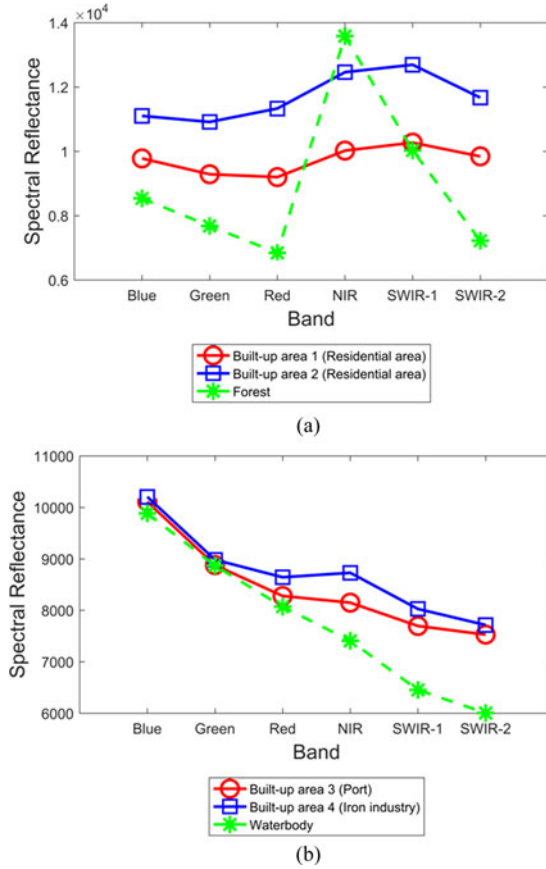 ×10⁴
1.4
1.2
1
0.8
0.6
Spectral Reflectance
Blue Green Red NIR SWIR-1 SWIR-2
Band
Built-up area 1 (Residential area)
Built-up area 2 (Residential area)
Forest
(a)
11000
10000
9000
8000
7000
6000
Spectral Reflectance
Blue Green Red NIR SWIR-1 SWIR-2
Band
Built-up area 3 (Port)
Built-up area 4 (Iron industry)
Waterbody
(b)